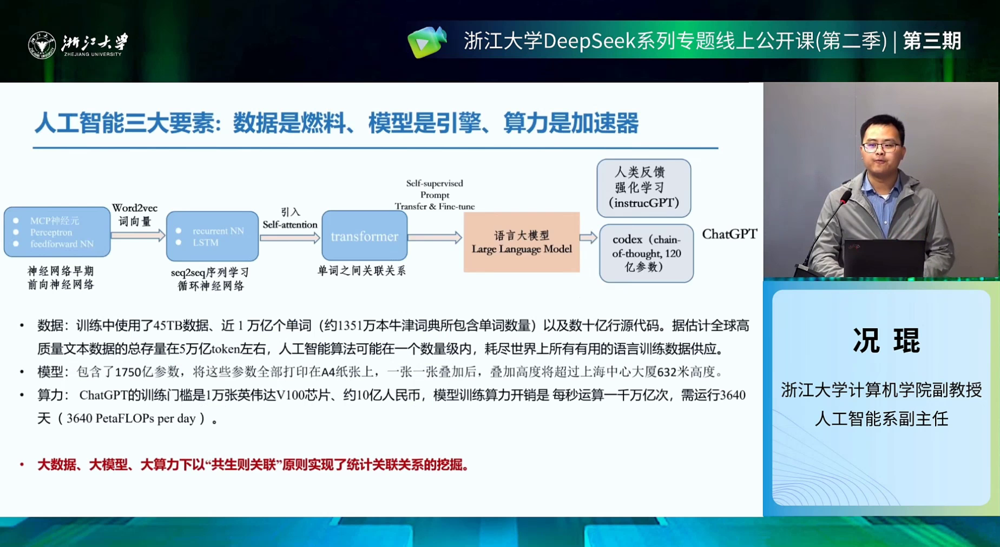 浙江大学
ZHEJIANG UNIVERSITY
浙江大学DeepSeek系列专题线上公开课(第二季) | 第三期
人工智能三大要素: 数据是燃料、模型是引擎、算力是加速器
MCP神经元
Perceptron
feedforward NN
神经网络早期
前向神经网络
Word2vec
词向量
recurrent NN
LSTM
seq2seq序列学习
循环神经网络
引入
Self-attention
transformer
单词之间关联关系
Self-supervised
Prompt
Transfer & Fine-tune
语言大模型
Large Language Model
人类反馈
强化学习
(instrucGPT)
codex (chain-
of-thought, 120
亿参数)
ChatGPT
• 数据：训练中使用了45TB数据、近 1 万亿个单词（约1351万本牛津词典所包含单词数量）以及数十亿行源代码。据估计全球高
质量文本数据的总存量在5万亿token左右，人工智能算法可能在一个数量级内，耗尽世界上所有有用的语言训练数据供应。
• 模型：包含了1750亿参数，将这些参数全部打印在A4纸张上，一张一张叠加后，叠加高度将超过上海中心大厦632米高度。
• 算力： ChatGPT的训练门槛是1万张英伟达V100芯片、约10亿人民币，模型训练算力开销是 每秒运算一千万亿次，需运行3640
天（ 3640 PetaFLOPs per day ）。
• 大数据、大模型、大算力下以“共生则关联”原则实现了统计关联关系的挖掘。
况 琨
浙江大学计算机学院副教授
人工智能系副主任